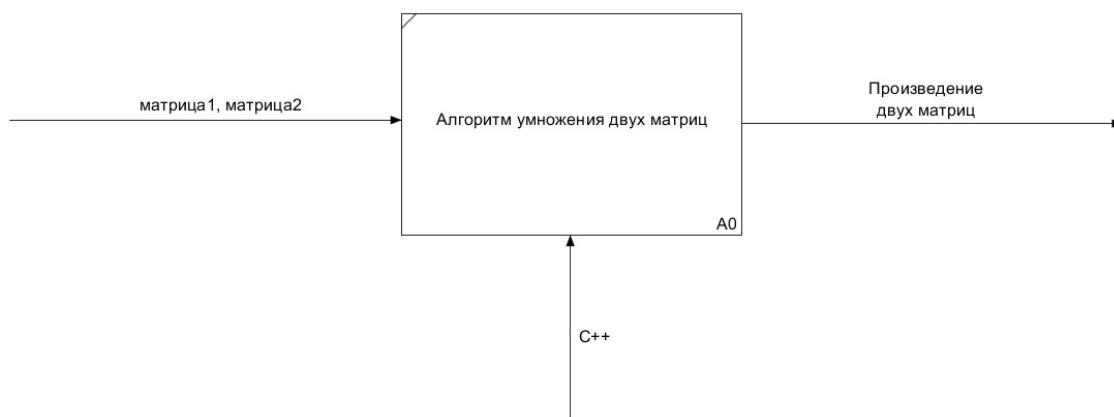 матрица1, матрица2
Алгоритм умножения двух матриц
Произведение
двух матриц
A0
C++